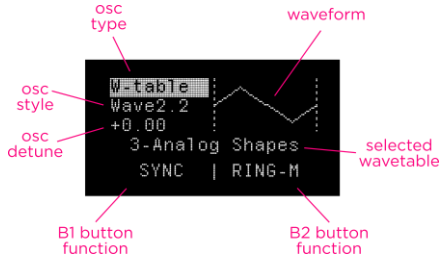 osc
type
waveform
W-table
osc
style
Wave2.2
osc
detune
+0.00
3-Analog Shapes
selected
wavetable
SYNC | RING-M
B1 button
function
B2 button
function